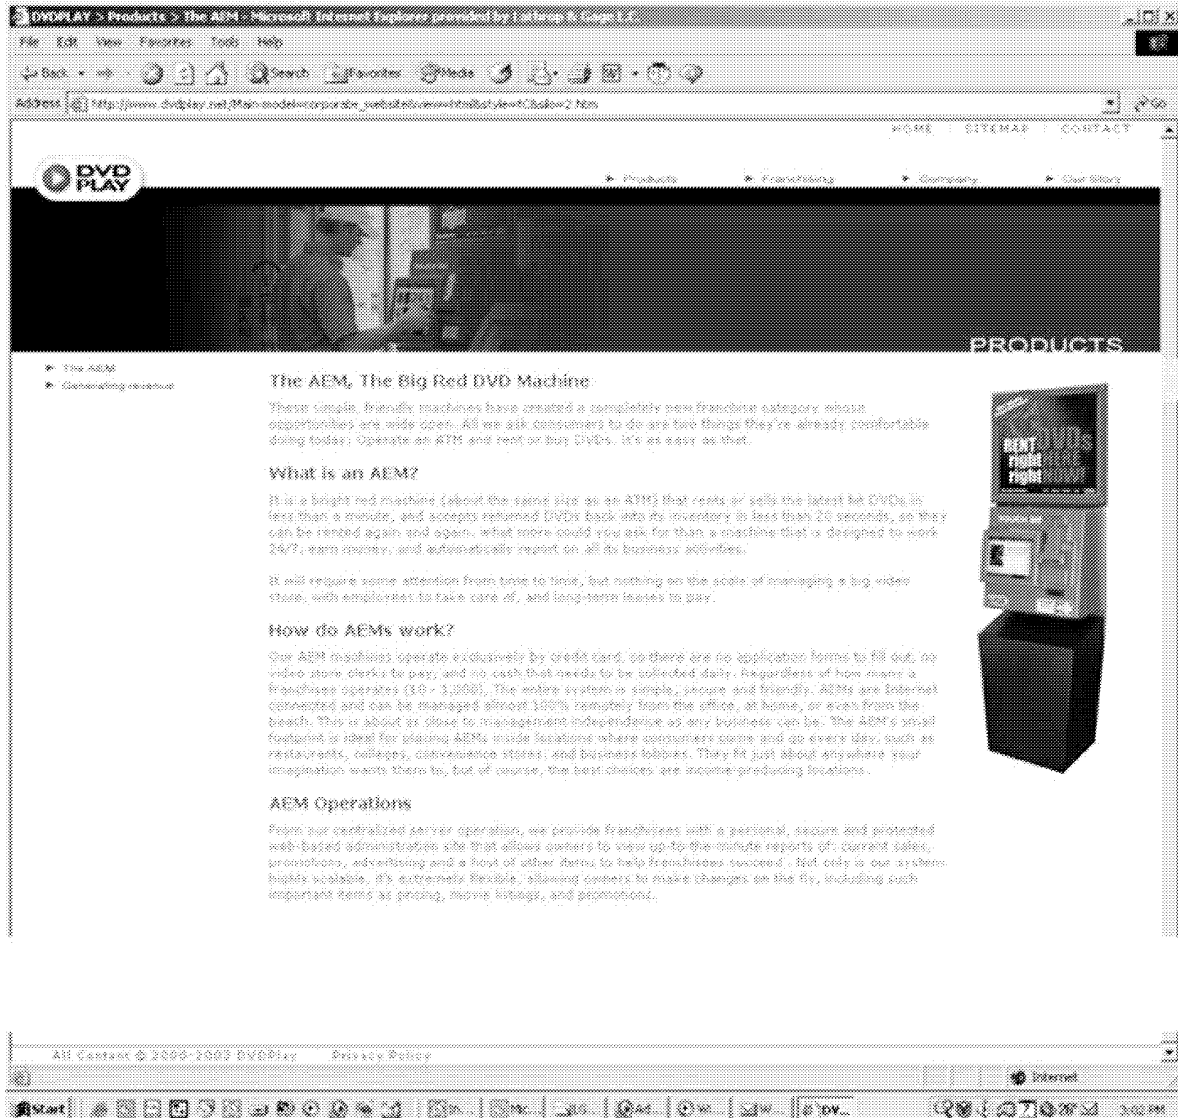 DVDPLAY > Products > The AEM - Microsoft Internet Explorer provided by Lathrop & Gage L.C.
File Edit View Favorites Tools Help
Back Search Favorites Media
Address http://www.dvdplay.net/ Go
HOME | SITEMAP | CONTACT
DVD
PLAY
Products Franchising Company Our Story
PRODUCTS
The AEM
Generating revenue
The AEM, The Big Red DVD Machine
These simple, friendly machines have created a completely new franchise category whose
opportunities are wide open. All we ask consumers to do are two things they're already comfortable
doing today: Operate an ATM and rent or buy DVDs. It's as easy as that.
What is an AEM?
It is a bright red machine (about the same size as an ATM) that rents or sells the latest hit DVDs in
less than a minute, and accepts returned DVDs back into its inventory in less than 20 seconds, so they
can be rented again and again. What more could you ask for than a machine that is designed to work
24/7, earn money, and automatically report on all its business activities.
It will require some attention from time to time, but nothing on the scale of managing a big video
store, with employees to take care of, and long-term leases to pay.
How do AEMs work?
Our AEM machines operate exclusively by credit card, so there are no application forms to fill out, no
video store clerks to pay, and no cash that needs to be collected daily. Regardless of how many a
franchisee operates (10 - 1,000), The entire system is simple, secure and friendly. AEMs are Internet
connected and can be managed almost 100% remotely from the office, at home, or even from the
beach. This is about as close to management independence as any business can be. The AEM's small
footprint is ideal for placing AEMs inside locations where consumers come and go every day, such as
restaurants, colleges, convenience stores, and business lobbies. They fit just about anywhere your
imagination wants them to, but of course, the best choices are income-producing locations.
AEM Operations
From our centralized server operation, we provide franchisees with a personal, secure and protected
web-based administration site that allows owners to view up-to-the-minute reports of: current sales,
promotions, advertising and a host of other items to help franchisees succeed. Not only is our system
highly scalable, it's extremely flexible, allowing owners to make changes on the fly, including such
important items as pricing, movie listings, and promotions.
RENT DVDs
right
right
All Content © 2000-2003 DVDPlay Privacy Policy
Internet
Start DV... 2:02 PM